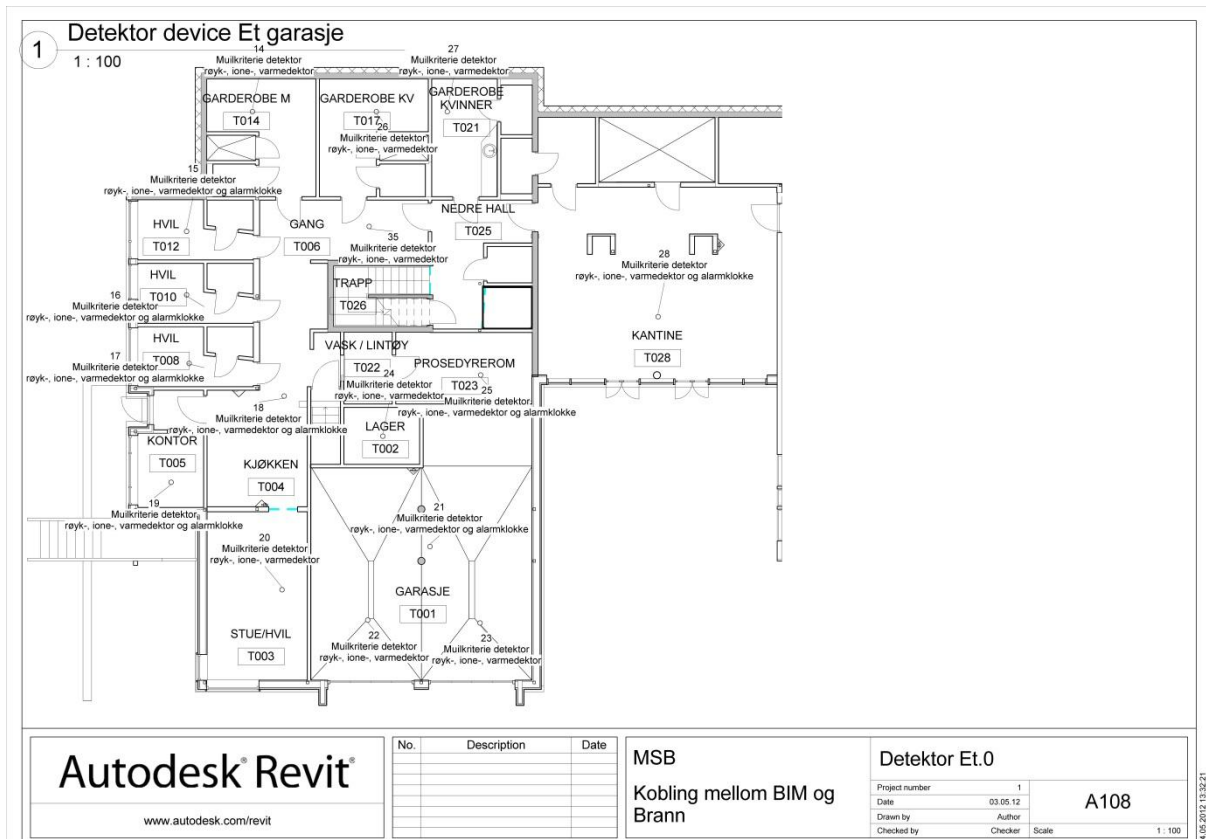 1
Detektor device Et garasje
1 : 100
14
Muilkriterie detektor
røyk-, ione-, varmedektor
27
Muilkriterie detektor
røyk-, ione-, varmedektor
GARDEROBE M
T014
GARDEROBE KV
T017
GARDEROBE
KVINNER
T021
26
Muilkriterie detektor
røyk-, ione-, varmedektor
15
Muilkriterie detektor
røyk-, ione-, varmedektor og alarmklokke
HVIL
T012
GANG
T006
NEDRE HALL
T025
35
Muilkriterie detektor
røyk-, ione-, varmedektor
28
Muilkriterie detektor
røyk-, ione-, varmedektor og alarmklokke
HVIL
T010
16
Muilkriterie detektor
røyk-, ione-, varmedektor og alarmklokke
TRAPP
T026
HVIL
T008
17
Muilkriterie detektor
røyk-, ione-, varmedektor og alarmklokke
KANTINE
T028
VASK / LINTØY
T022
PROSEDYREROM
T023
24
Muilkriterie detektor
røyk-, ione-, varmedektor
25
Muilkriterie detektor
røyk-, ione-, varmedektor og alarmklokke
18
Muilkriterie detektor
røyk-, ione-, varmedektor og alarmklokke
LAGER
T002
KONTOR
T005
KJØKKEN
T004
19
Muilkriterie detektor
røyk-, ione-, varmedektor og alarmklokke
21
Muilkriterie detektor
røyk-, ione-, varmedektor og alarmklokke
20
Muilkriterie detektor
røyk-, ione-, varmedektor
GARASJE
T001
STUE/HVIL
T003
22
Muilkriterie detektor
røyk-, ione-, varmedektor
23
Muilkriterie detektor
røyk-, ione-, varmedektor
Autodesk® Revit®
www.autodesk.com/revit
No. Description Date
MSB
Kobling mellom BIM og
Brann
Detektor Et.0
Project number 1
Date 03.05.12
Drawn by Author
Checked by Checker
A108
Scale 1 : 100
4.05.2012 13:32:21